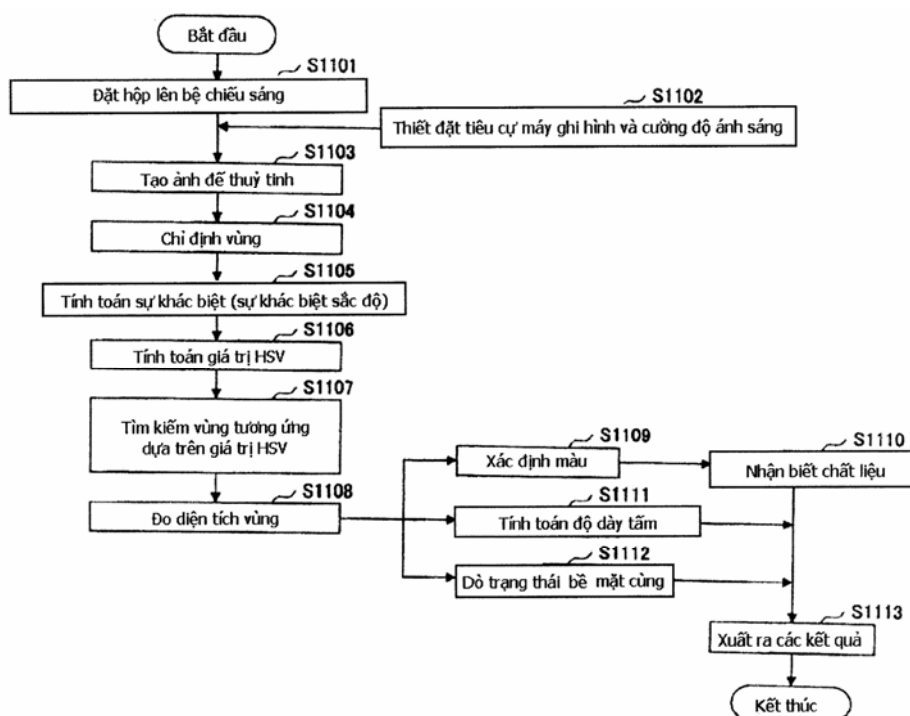 Bắt đầu
S1101
Đặt hộp lên bệ chiếu sáng
S1102
Thiết đặt tiêu cự máy ghi hình và cường độ ánh sáng
S1103
Tạo ảnh đế thuỷ tinh
S1104
Chỉ định vùng
S1105
Tính toán sự khác biệt (sự khác biệt sắc độ)
S1106
Tính toán giá trị HSV
S1107
Tìm kiếm vùng tương ứng
dựa trên giá trị HSV
S1108
Đo diện tích vùng
S1109
Xác định màu
S1110
Nhận biết chất liệu
S1111
Tính toán độ dày tấm
S1112
Dò trạng thái bề mặt cùng
S1113
Xuất ra các kết quả
Kết thúc